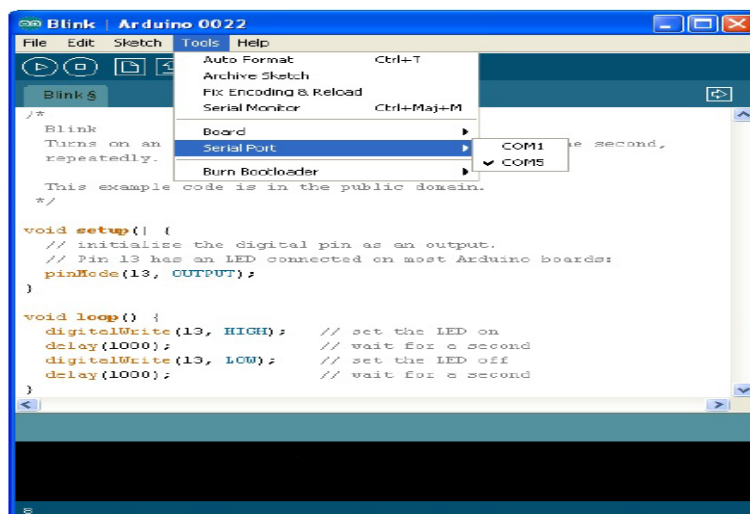 Blink | Arduino 0022
File Edit Sketch Tools Help
Auto Format Ctrl+T
Archive Sketch
Fix Encoding & Reload
Serial Monitor Ctrl+Maj+M
Board
Serial Port
Burn Bootloader
COM1
COM5
Blink §
/*
Blink
Turns on an e second,
repeatedly.
This example code is in the public domain.
*/
void setup() {
// initialize the digital pin as an output.
// Pin 13 has an LED connected on most Arduino boards:
pinMode(13, OUTPUT);
}
void loop() {
digitalWrite(13, HIGH); // set the LED on
delay(1000); // wait for a second
digitalWrite(13, LOW); // set the LED off
delay(1000); // wait for a second
}
8